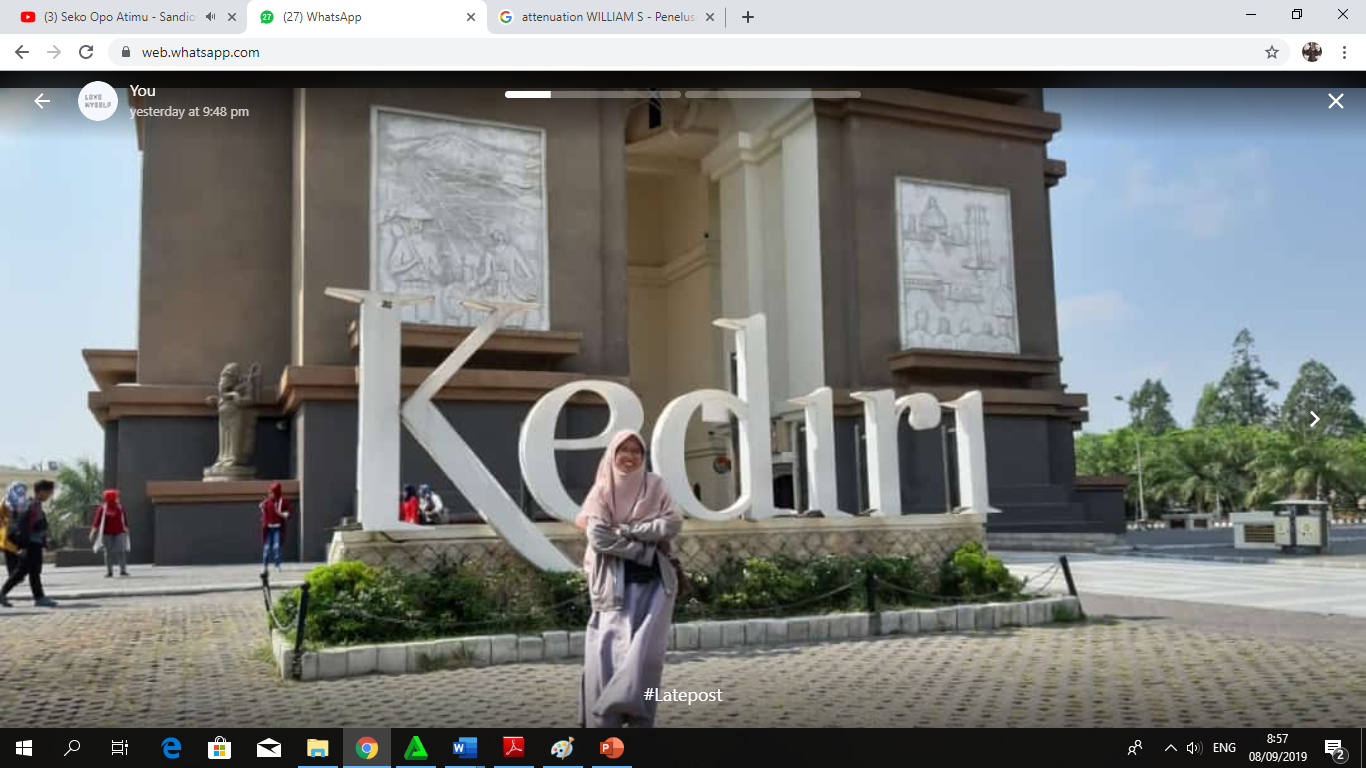 (3) Seko Opo Atimu - Sandio
(27) WhatsApp
attenuation WILLIAM S - Penelus
web.whatsapp.com
LOVE
MYSELF
You
yesterday at 9:48 pm
Kediri
#Latepost
ENG
8:57
08/09/2019
2